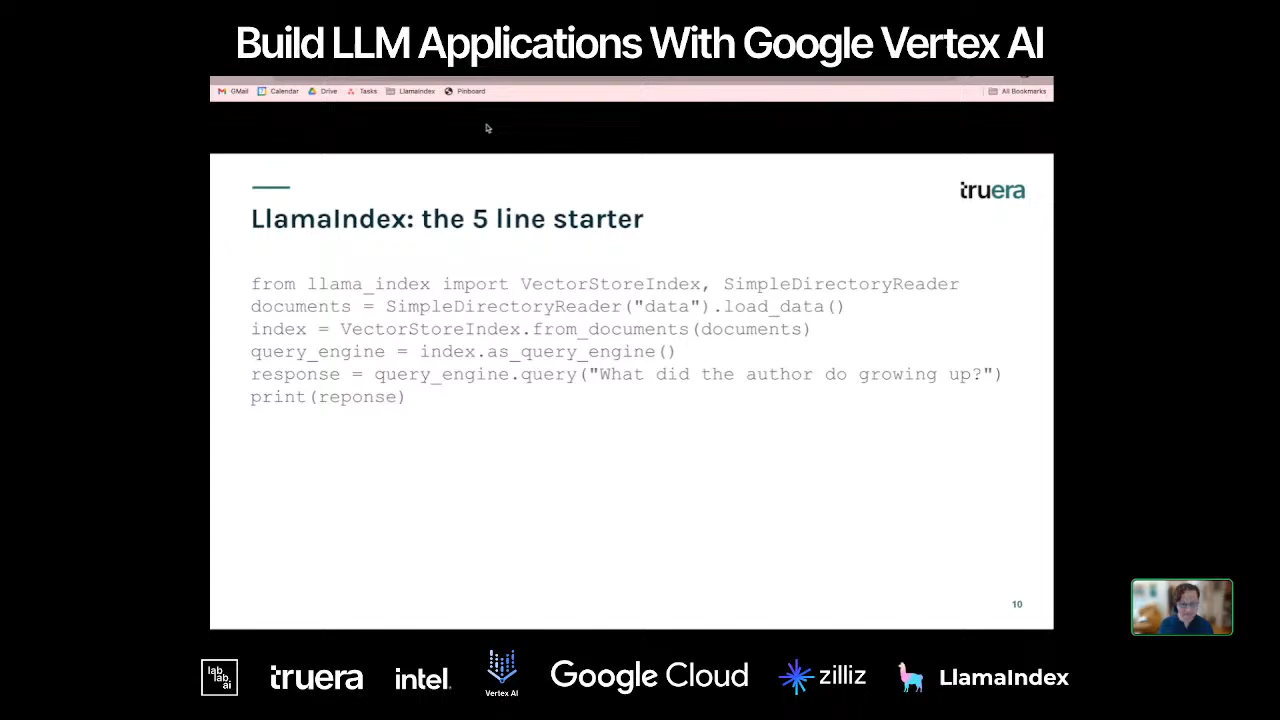 Build LLM Applications With Google Vertex AI
GMail Calendar Drive Tasks LlamaIndex Pinboard All Bookmarks
truera
LlamaIndex: the 5 line starter
from llama_index import VectorStoreIndex, SimpleDirectoryReader
documents = SimpleDirectoryReader("data").load_data()
index = VectorStoreIndex.from_documents(documents)
query_engine = index.as_query_engine()
response = query_engine.query("What did the author do growing up?")
print(reponse)
10
lab
lab.
ai
truera
intel.
Vertex AI
Google Cloud
zilliz
LlamaIndex